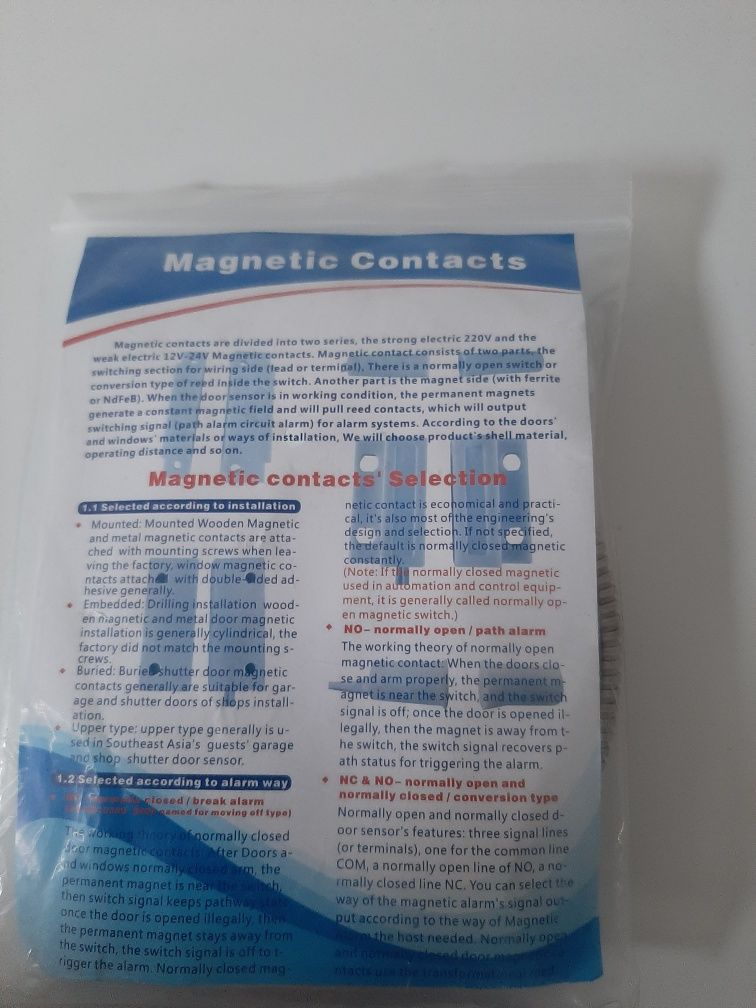 Magnetic Contacts
Magnetic contacts are divided into two series, the strong electric 220V and the
weak electric 12V-24V Magnetic contacts. Magnetic contact consists of two parts, the
switching section for wiring side (lead or terminal), There is a normally open switch or
conversion type of reed inside the switch. Another part is the magnet side (with ferrite
or NdFeB). When the door sensor is in working condition, the permanent magnets
generate a constant magnetic field and will pull reed contacts, which will output
switching signal (path alarm circuit alarm) for alarm systems. According to the doors'
and windows' materials or ways of installation, We will choose product's shell material,
operating distance and so on.
Magnetic contacts' Selection
1.1 Selected according to installation
Mounted: Mounted Wooden Magnetic
and metal magnetic contacts are atta-
ched with mounting screws when lea-
ving the factory, window magnetic co-
ntacts attached with double-sided ad-
hesive generally.
Embedded: Drilling installation wood-
en magnetic and metal door magnetic
installation is generally cylindrical, the
factory did not match the mounting s-
crews.
Buried: Buried shutter door magnetic
contacts generally are suitable for gar-
age and shutter doors of shops install-
ation.
Upper type: upper type generally is u-
sed in Southeast Asia's guests' garage
and shop shutter door sensor.
1.2 Selected according to alarm way
NC- normally closed / break alarm
named for moving off type)
The working theory of normally closed
door magnetic contacts: After Doors a-
nd windows normally closed arm, the
permanent magnet is near the switch,
then switch signal keeps pathway state
once the door is opened illegally, then
the permanent magnet stays away from
the switch, the switch signal is off to t-
rigger the alarm. Normally closed mag-
netic contact is economical and practi-
cal, it's also most of the engineering's
design and selection. If not specified,
the default is normally closed magnetic
constantly.
(Note: If the normally closed magnetic
used in automation and control equip-
ment, it is generally called normally op-
en magnetic switch.)
NO- normally open / path alarm
The working theory of normally open
magnetic contact: When the doors clo-
se and arm properly, the permanent m-
agnet is near the switch, and the switch
signal is off; once the door is opened il-
legally, then the magnet is away from t-
he switch, the switch signal recovers p-
ath status for triggering the alarm.
NC & NO- normally open and
normally closed / conversion type
Normally open and normally closed d-
oor sensor's features: three signal lines
(or terminals), one for the common line
COM, a normally open line of NO, a no-
rmally closed line NC. You can select the
way of the magnetic alarm's signal out-
put according to the way of Magnetic
alarm the host needed. Normally open
and normally closed door magnetic
ntacts use the